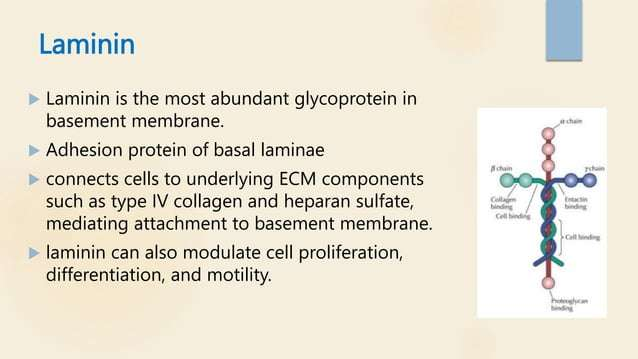 Laminin
Laminin is the most abundant glycoprotein in
basement membrane.
Adhesion protein of basal laminae
connects cells to underlying ECM components
such as type IV collagen and heparan sulfate,
mediating attachment to basement membrane.
laminin can also modulate cell proliferation,
differentiation, and motility.
α chain
β chain
γ chain
Collagen
binding
Entactin
binding
Cell binding
Cell binding
Proteoglycan
binding